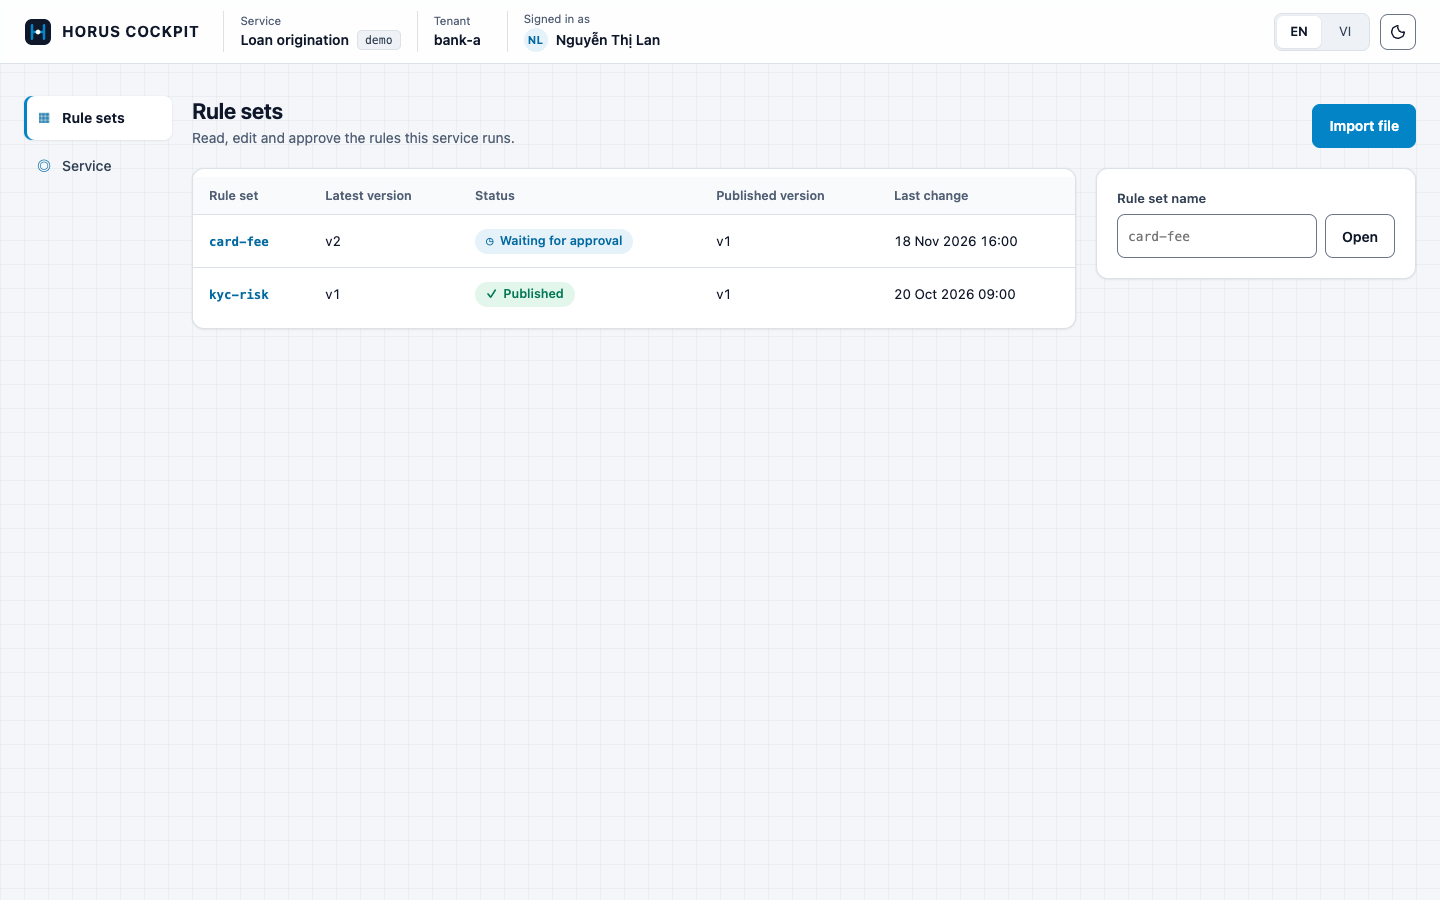 HORUS COCKPIT
Service
Loan origination demo
Tenant
bank-a
Signed in as
NL Nguyễn Thị Lan
EN VI
Rule sets
Service
Rule sets
Read, edit and approve the rules this service runs.
Import file
Rule set Latest version Status Published version Last change
card-fee v2 Waiting for approval v1 18 Nov 2026 16:00
kyc-risk v1 Published v1 20 Oct 2026 09:00
Rule set name
card-fee Open